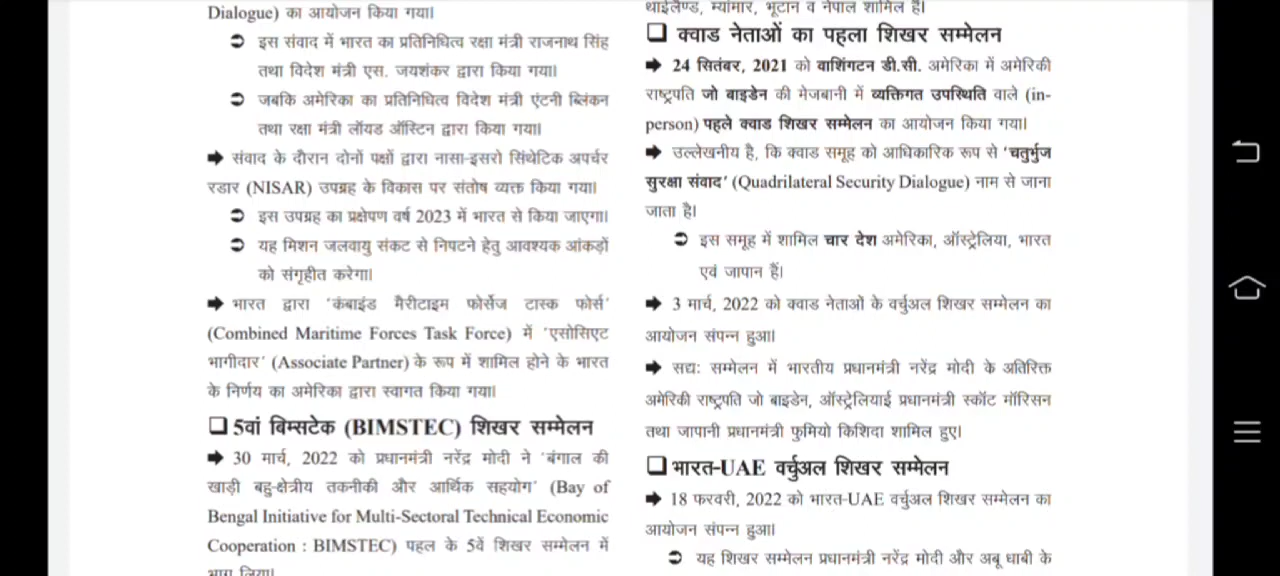 Dialogue) का आयोजन किया गया।
➲ इस संवाद में भारत का प्रतिनिधित्व रक्षा मंत्री राजनाथ सिंह
तथा विदेश मंत्री एस. जयशंकर द्वारा किया गया।
➲ जबकि अमेरिका का प्रतिनिधित्व विदेश मंत्री एंटनी ब्लिंकन
तथा रक्षा मंत्री लॉयड ऑस्टिन द्वारा किया गया।
➡ संवाद के दौरान दोनों पक्षों द्वारा नासा-इसरो सिंथेटिक अपर्चर
रडार (NISAR) उपग्रह के विकास पर संतोष व्यक्त किया गया।
➲ इस उपग्रह का प्रक्षेपण वर्ष 2023 में भारत से किया जाएगा।
➲ यह मिशन जलवायु संकट से निपटने हेतु आवश्यक आंकड़ों
को संगृहीत करेगा।
➡ भारत द्वारा 'कंबाइंड मैरीटाइम फोर्सेज टास्क फोर्स'
(Combined Maritime Forces Task Force) में 'एसोसिएट
भागीदार' (Associate Partner) के रूप में शामिल होने के भारत
के निर्णय का अमेरिका द्वारा स्वागत किया गया।
❑ 5वां बिम्सटेक (BIMSTEC) शिखर सम्मेलन
➡ 30 मार्च, 2022 को प्रधानमंत्री नरेंद्र मोदी ने 'बंगाल की
खाड़ी बहु-क्षेत्रीय तकनीकी और आर्थिक सहयोग' (Bay of
Bengal Initiative for Multi-Sectoral Technical Economic
Cooperation : BIMSTEC) पहल के 5वें शिखर सम्मेलन में
भाग लिया।
थाईलैण्ड, म्यांमार, भूटान व नेपाल शामिल हैं।
❑ क्वाड नेताओं का पहला शिखर सम्मेलन
➡ 24 सितंबर, 2021 को वाशिंगटन डी.सी. अमेरिका में अमेरिकी
राष्ट्रपति जो बाइडेन की मेजबानी में व्यक्तिगत उपस्थिति वाले (in-
person) पहले क्वाड शिखर सम्मेलन का आयोजन किया गया।
➡ उल्लेखनीय है, कि क्वाड समूह को आधिकारिक रूप से 'चतुर्भुज
सुरक्षा संवाद' (Quadrilateral Security Dialogue) नाम से जाना
जाता है।
➲ इस समूह में शामिल चार देश अमेरिका, ऑस्ट्रेलिया, भारत
एवं जापान हैं।
➡ 3 मार्च, 2022 को क्वाड नेताओं के वर्चुअल शिखर सम्मेलन का
आयोजन संपन्न हुआ।
➡ सद्य: सम्मेलन में भारतीय प्रधानमंत्री नरेंद्र मोदी के अतिरिक्त
अमेरिकी राष्ट्रपति जो बाइडेन, ऑस्ट्रेलियाई प्रधानमंत्री स्कॉट मॉरिसन
तथा जापानी प्रधानमंत्री फुमियो किशिदा शामिल हुए।
❑ भारत-UAE वर्चुअल शिखर सम्मेलन
➡ 18 फरवरी, 2022 को भारत-UAE वर्चुअल शिखर सम्मेलन का
आयोजन संपन्न हुआ।
➲ यह शिखर सम्मेलन प्रधानमंत्री नरेंद्र मोदी और अबू धाबी के